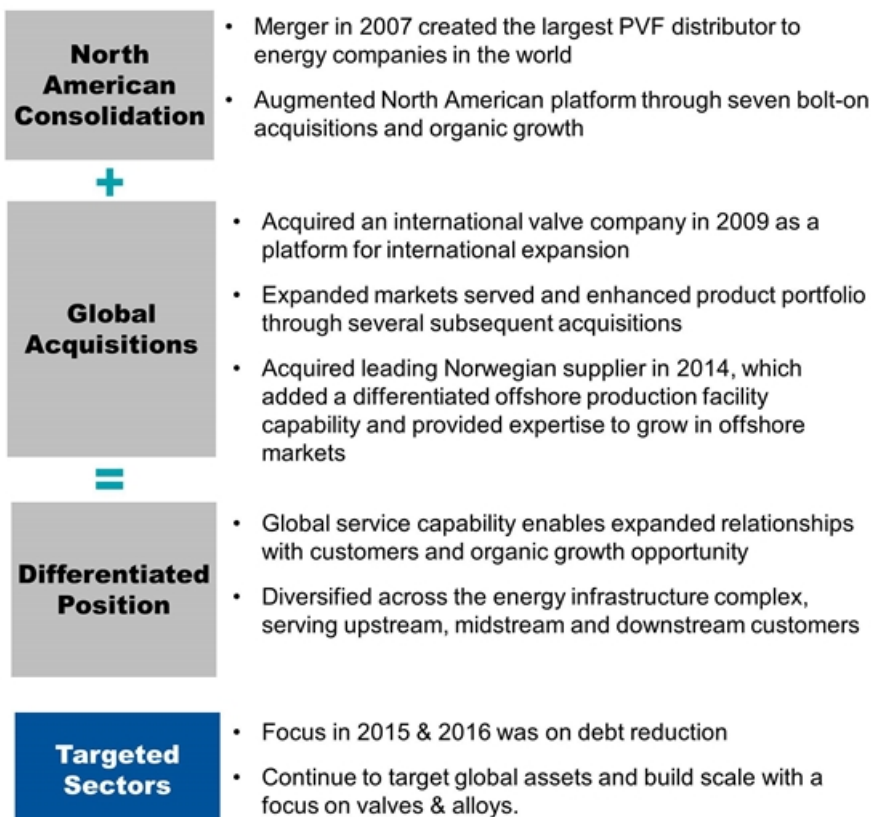 North
American
Consolidation
• Merger in 2007 created the largest PVF distributor to
energy companies in the world
• Augmented North American platform through seven bolt-on
acquisitions and organic growth
+
Global
Acquisitions
• Acquired an international valve company in 2009 as a
platform for international expansion
• Expanded markets served and enhanced product portfolio
through several subsequent acquisitions
• Acquired leading Norwegian supplier in 2014, which
added a differentiated offshore production facility
capability and provided expertise to grow in offshore
markets
=
Differentiated
Position
• Global service capability enables expanded relationships
with customers and organic growth opportunity
• Diversified across the energy infrastructure complex,
serving upstream, midstream and downstream customers
Targeted
Sectors
• Focus in 2015 & 2016 was on debt reduction
• Continue to target global assets and build scale with a
focus on valves & alloys.